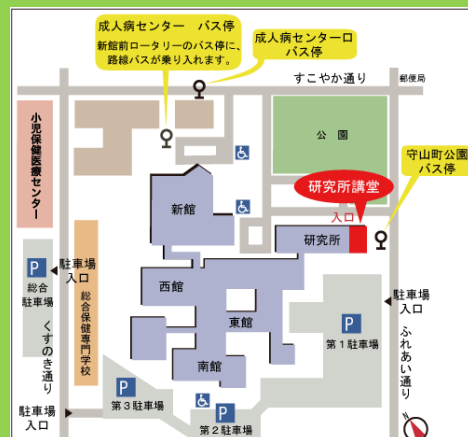 成人病センター　バス停
新館前ロータリーのバス停に、
路線バスが乗り入れます。
成人病センター口
バス停
すこやか通り
郵便局
小児保健医療センター
公園
守山町公園
バス停
研究所講堂
入口
新館
研究所
P
総合
駐車場
駐車場
入口
総合保健専門学校
西館
東館
南館
P
第1駐車場
駐車場
入口
くすのき通り
ふれあい通り
P
第3駐車場
P
第2駐車場
駐車場
入口
N